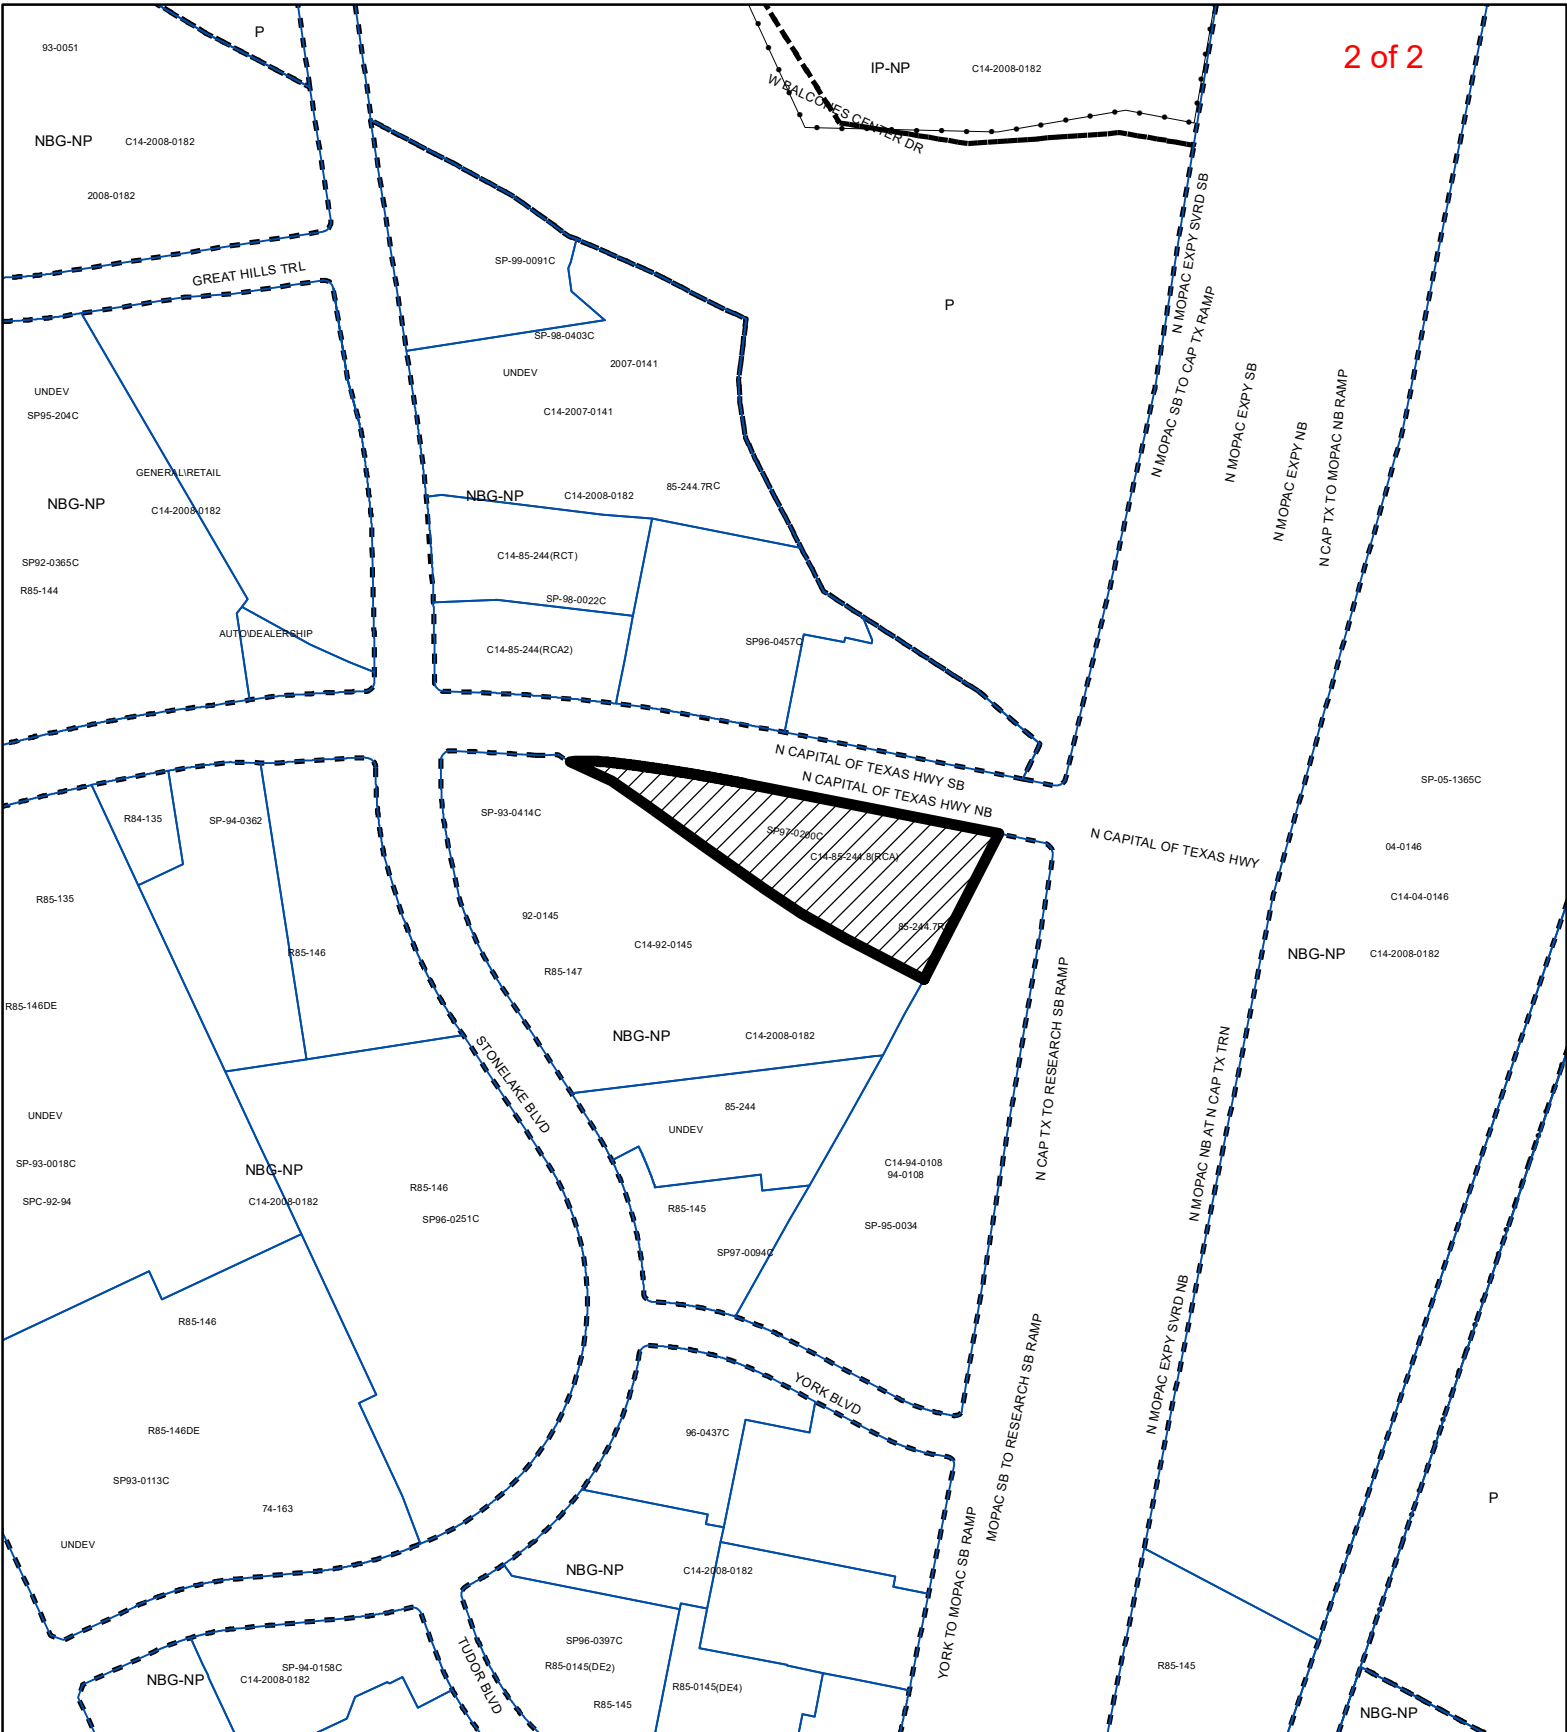 2 of 2
P
93-0051
NBG-NP
C14-2008-0182
2008-0182
IP-NP
C14-2008-0182
W BALCONES CENTER DR
GREAT HILLS TRL
SP-99-0091C
SP-98-0403C
UNDEV
2007-0141
C14-2007-0141
P
N MOPAC EXPY SVRD SB
N MOPAC SB TO CAP TX RAMP
N MOPAC EXPY SB
N MOPAC EXPY NB
N CAP TX TO MOPAC NB RAMP
UNDEV
SP95-204C
GENERAL\RETAIL
NBG-NP
C14-2008-0182
SP92-0365C
R85-144
AUTO\DEALERSHIP
NBG-NP
C14-2008-0182
85-244.7RC
C14-85-244(RCT)
SP-98-0022C
C14-85-244(RCA2)
SP96-0457C
N CAPITAL OF TEXAS HWY SB
N CAPITAL OF TEXAS HWY NB
N CAPITAL OF TEXAS HWY
SP-05-1365C
04-0146
C14-04-0146
NBG-NP
C14-2008-0182
R84-135
SP-94-0362
SP-93-0414C
SP97-0200C
C14-85-244.8(RCA)
85-244.7R
R85-135
R85-146
92-0145
C14-92-0145
R85-147
R85-146DE
NBG-NP
C14-2008-0182
STONELAKE BLVD
N CAP TX TO RESEARCH SB RAMP
N MOPAC NB AT N CAP TX TRN
85-244
UNDEV
UNDEV
SP-93-0018C
SPC-92-94
NBG-NP
C14-2008-0182
R85-146
SP96-0251C
C14-94-0108
94-0108
R85-145
SP-95-0034
SP97-0094C
N MOPAC EXPY SVRD NB
R85-146
YORK BLVD
MOPAC SB TO RESEARCH SB RAMP
R85-146DE
SP93-0113C
74-163
UNDEV
96-0437C
P
NBG-NP
C14-2008-0182
YORK TO MOPAC SB RAMP
TUDOR BLVD
SP96-0397C
R85-0145(DE2)
R85-0145(DE4)
R85-145
NBG-NP
SP-94-0158C
C14-2008-0182
R85-145
NBG-NP